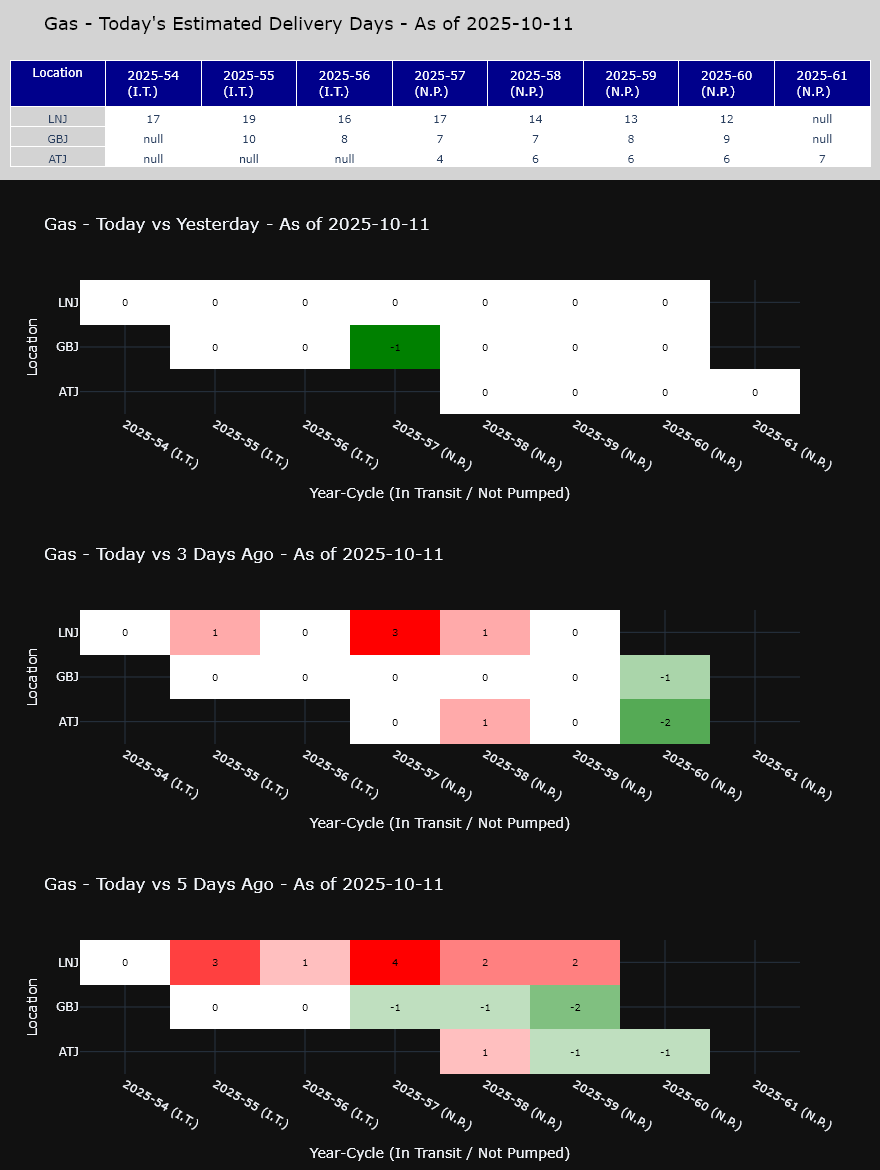 Gas - Today's Estimated Delivery Days - As of 2025-10-11
Location 2025-54 (I.T.) 2025-55 (I.T.) 2025-56 (I.T.) 2025-57 (N.P.) 2025-58 (N.P.) 2025-59 (N.P.) 2025-60 (N.P.) 2025-61 (N.P.)
LNJ 17 19 16 17 14 13 12 null
GBJ null 10 8 7 7 8 9 null
ATJ null null null 4 6 6 6 7
Gas - Today vs Yesterday - As of 2025-10-11
Location
LNJ 0 0 0 0 0 0 0
GBJ 0 0 -1 0 0 0
ATJ 0 0 0 0
2025-54 (I.T.) 2025-55 (I.T.) 2025-56 (I.T.) 2025-57 (N.P.) 2025-58 (N.P.) 2025-59 (N.P.) 2025-60 (N.P.) 2025-61 (N.P.)
Year-Cycle (In Transit / Not Pumped)
Gas - Today vs 3 Days Ago - As of 2025-10-11
Location
LNJ 0 1 0 3 1 0
GBJ 0 0 0 0 0 -1
ATJ 0 1 0 -2
2025-54 (I.T.) 2025-55 (I.T.) 2025-56 (I.T.) 2025-57 (N.P.) 2025-58 (N.P.) 2025-59 (N.P.) 2025-60 (N.P.) 2025-61 (N.P.)
Year-Cycle (In Transit / Not Pumped)
Gas - Today vs 5 Days Ago - As of 2025-10-11
Location
LNJ 0 3 1 4 2 2
GBJ 0 0 -1 -1 -2
ATJ 1 -1 -1
2025-54 (I.T.) 2025-55 (I.T.) 2025-56 (I.T.) 2025-57 (N.P.) 2025-58 (N.P.) 2025-59 (N.P.) 2025-60 (N.P.) 2025-61 (N.P.)
Year-Cycle (In Transit / Not Pumped)